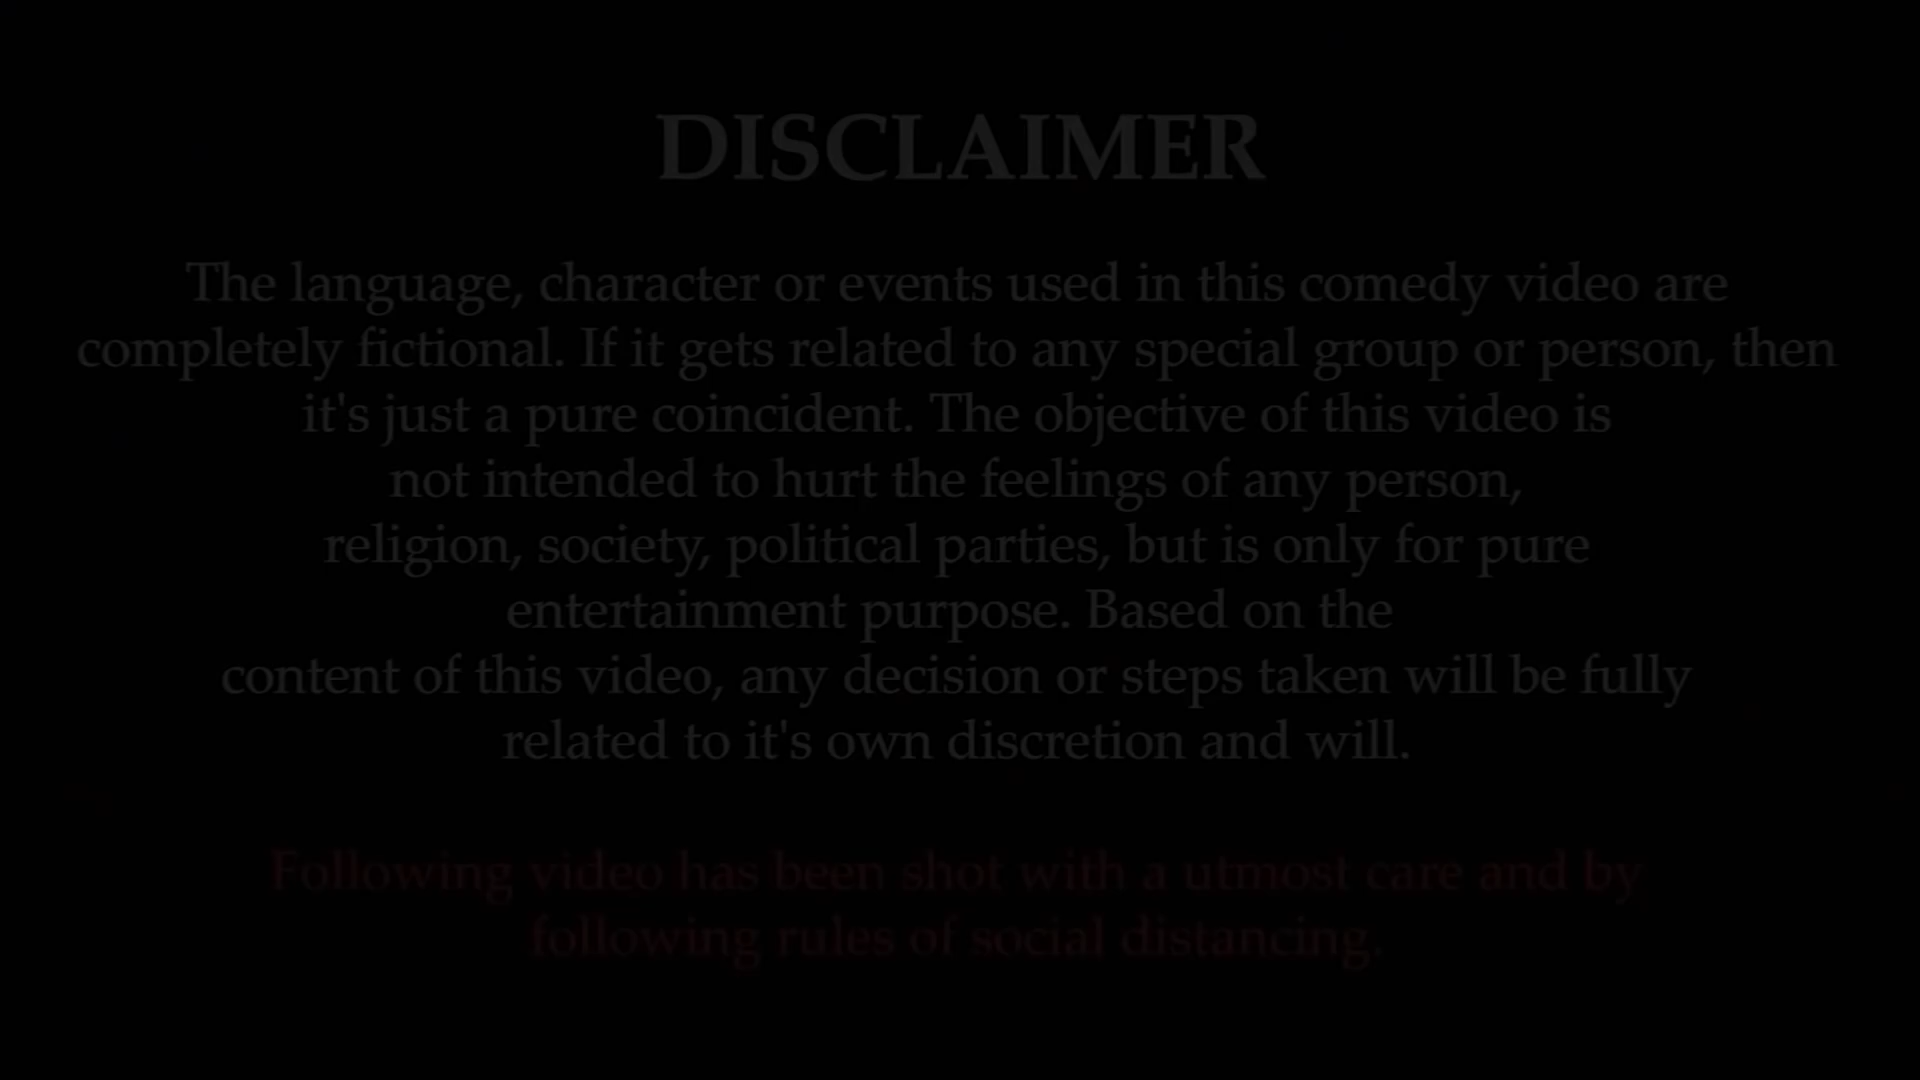 DISCLAIMER
The language, character or events used in this comedy video are
completely fictional. If it gets related to any special group or person, then
it's just a pure coincident. The objective of this video is
not intended to hurt the feelings of any person,
religion, society, political parties, but is only for pure
entertainment purpose. Based on the
content of this video, any decision or steps taken will be fully
related to it's own discretion and will.
Following video has been shot with a utmost care and by
following rules of social distancing.